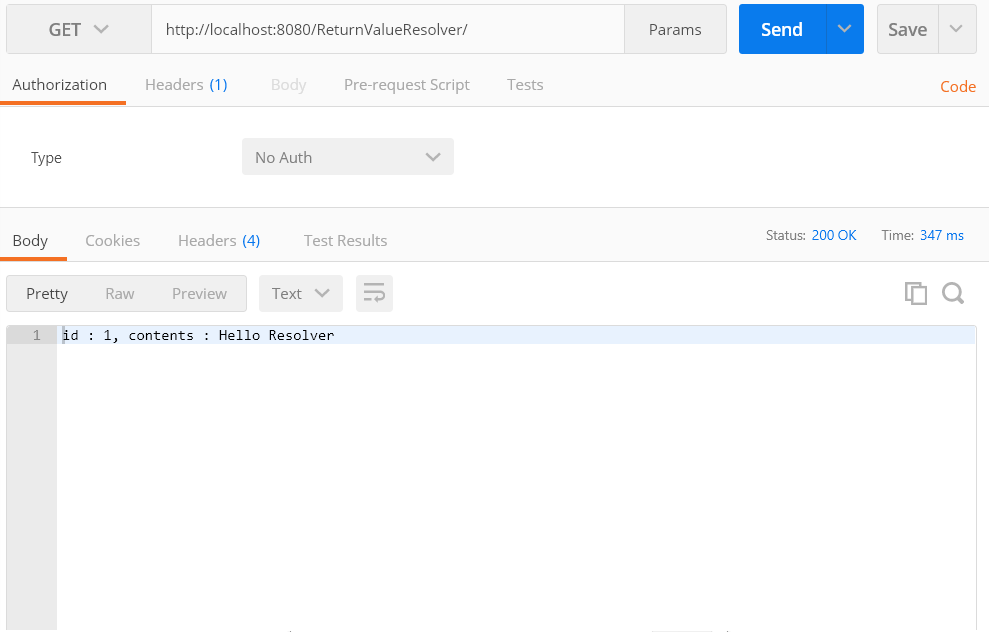 GET http://localhost:8080/ReturnValueResolver/ Params Send Save
Authorization Headers (1) Body Pre-request Script Tests Code
Type No Auth
Body Cookies Headers (4) Test Results Status: 200 OK Time: 347 ms
Pretty Raw Preview Text
1 id : 1, contents : Hello Resolver